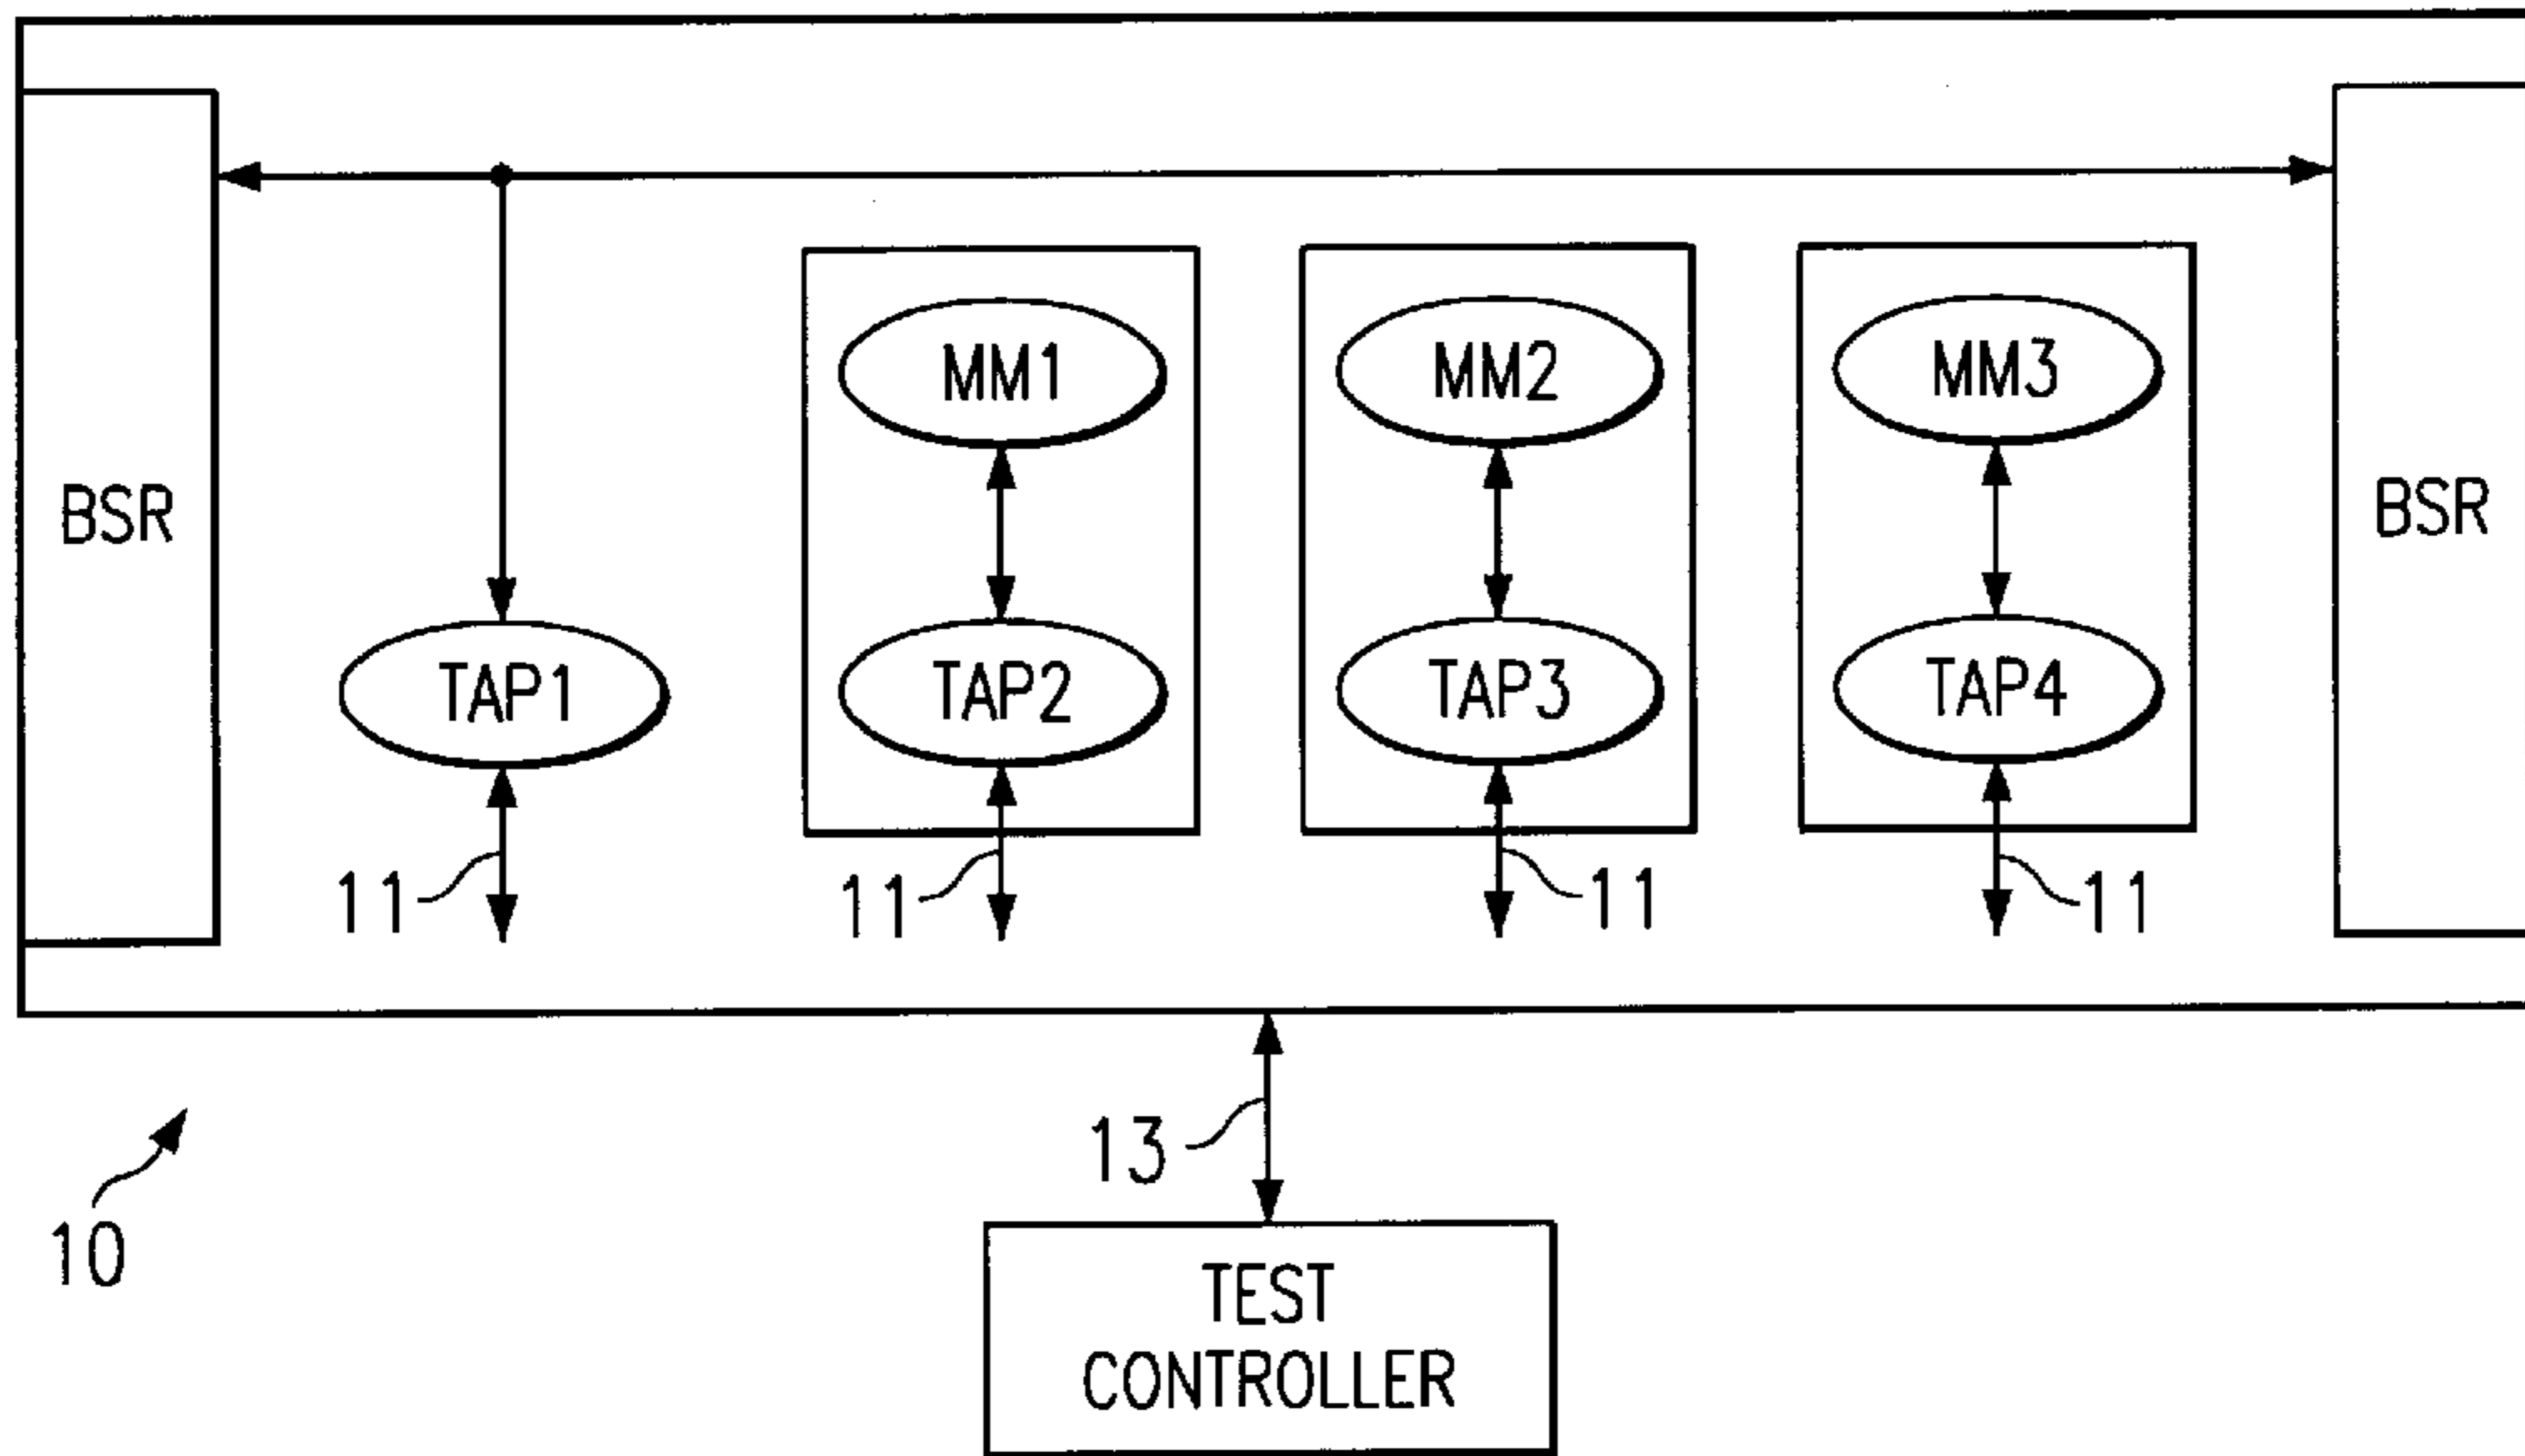 MM1
MM2
MM3
BSR
BSR
TAP1
TAP2
TAP3
TAP4
11
11
11
11
13
10
TEST
CONTROLLER